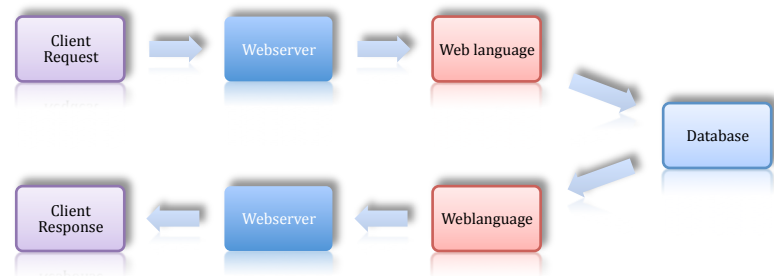 Client
Request
Webserver
Web language
Database
Client
Response
Webserver
Weblanguage